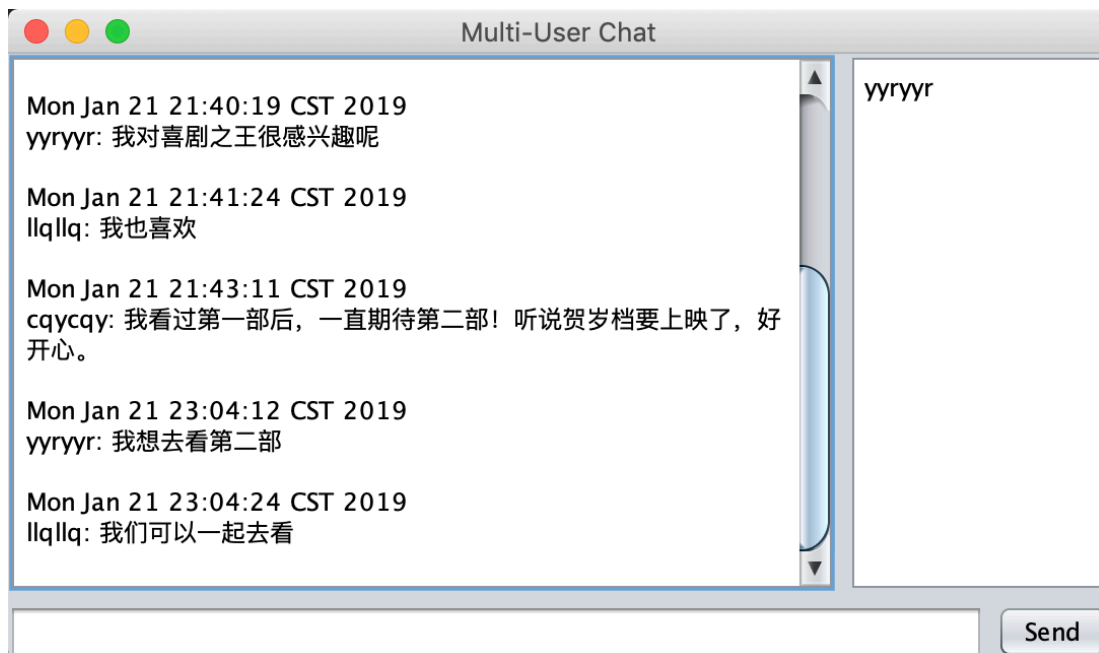 Multi-User Chat
Mon Jan 21 21:40:19 CST 2019
yyryyr: 我对喜剧之王很感兴趣呢
Mon Jan 21 21:41:24 CST 2019
llqllq: 我也喜欢
Mon Jan 21 21:43:11 CST 2019
cqycqy: 我看过第一部后，一直期待第二部！听说贺岁档要上映了，好
开心。
Mon Jan 21 23:04:12 CST 2019
yyryyr: 我想去看第二部
Mon Jan 21 23:04:24 CST 2019
llqllq: 我们可以一起去看
yyryyr
Send